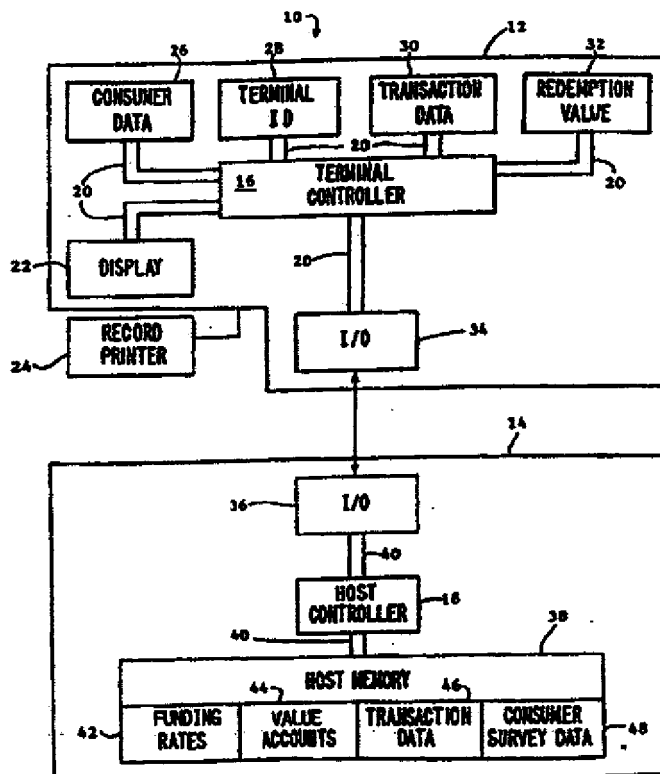 10
12
26
28
30
32
CONSUMER
DATA
TERMINAL
ID
TRANSACTION
DATA
REDEMPTION
VALUE
20
20
20
20
16
TERMINAL
CONTROLLER
20
22
DISPLAY
24
RECORD
PRINTER
I/O
34
14
36
I/O
40
HOST
CONTROLLER
18
40
38
HOST MEMORY
44
46
42
FUNDING
RATES
VALUE
ACCOUNTS
TRANSACTION
DATA
CONSUMER
SURVEY DATA
48